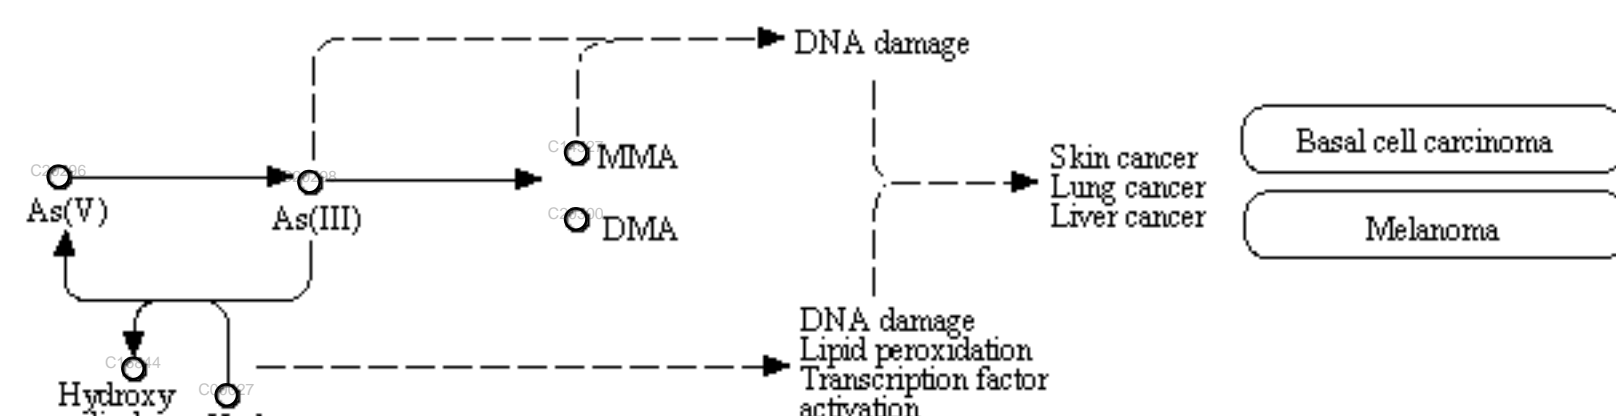 DNA damage
MMA
As(V)
As(III)
DMA
Skin cancer
Lung cancer
Liver cancer
Basal cell carcinoma
Melanoma
Hydroxy
DNA damage
Lipid peroxidation
Transcription factor
activation